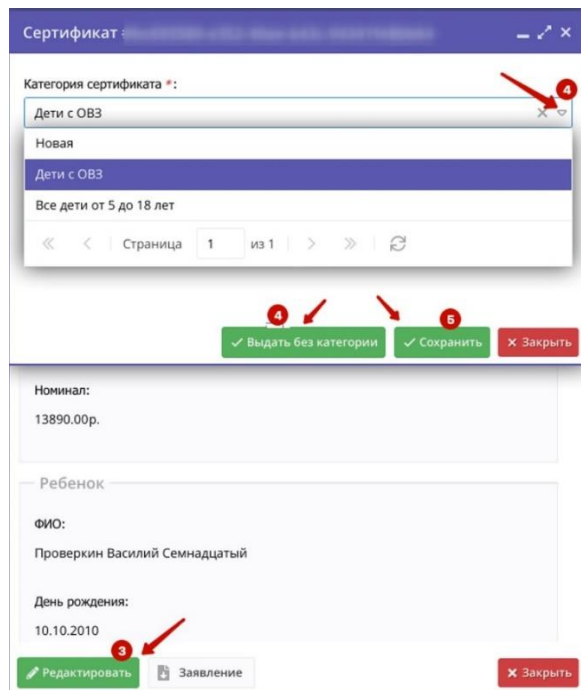 Сертификат
Категория сертификата *:
4
Дети с ОВЗ
Новая
Дети с ОВЗ
Все дети от 5 до 18 лет
Страница 1 из 1
4
5
Выдать без категории
Сохранить
Закрыть
Номинал:
13890.00р.
Ребенок
ФИО:
Проверкин Василий Семнадцатый
День рождения:
10.10.2010
3
Редактировать
Заявление
Закрыть